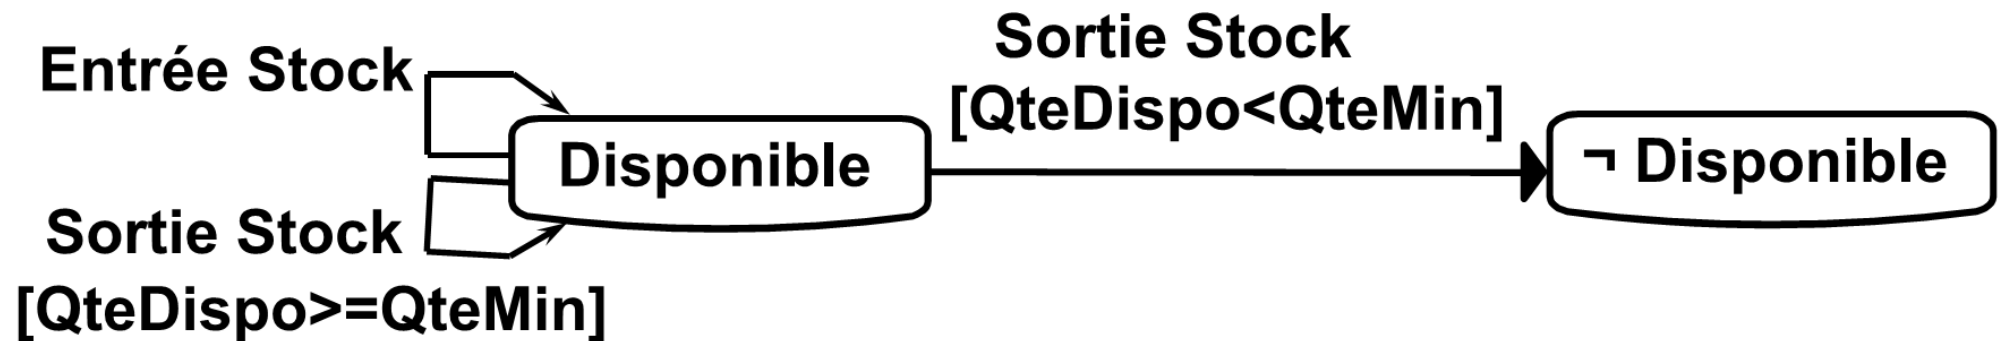 Entrée Stock
Sortie Stock
[QteDispo>=QteMin]
Disponible
Sortie Stock
[QteDispo<QteMin]
¬ Disponible